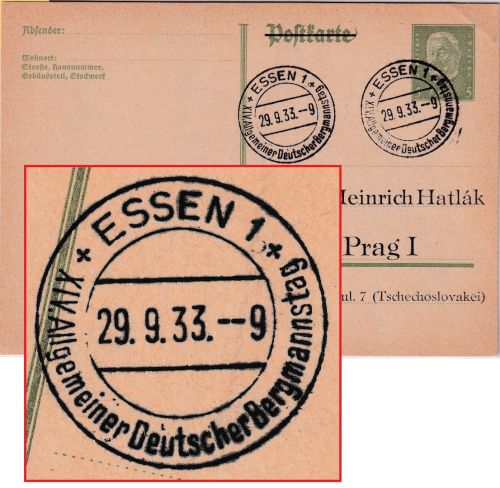 Absender:
Wohnort:
Straße, Hausnummer,
Gebäudeteil, Stockwerk
Postkarte
5
ESSEN 1
29.9.33.--9
XIV. Allgemeiner Deutscher Bergmannstag
ESSEN 1
29.9.33.--9
XIV. Allgemeiner Deutscher Bergmannstag
Heinrich Hatlák
Prag I
ul. 7 (Tschechoslovakei)
ESSEN 1
29.9.33.--9
XIV. Allgemeiner Deutscher Bergmannstag